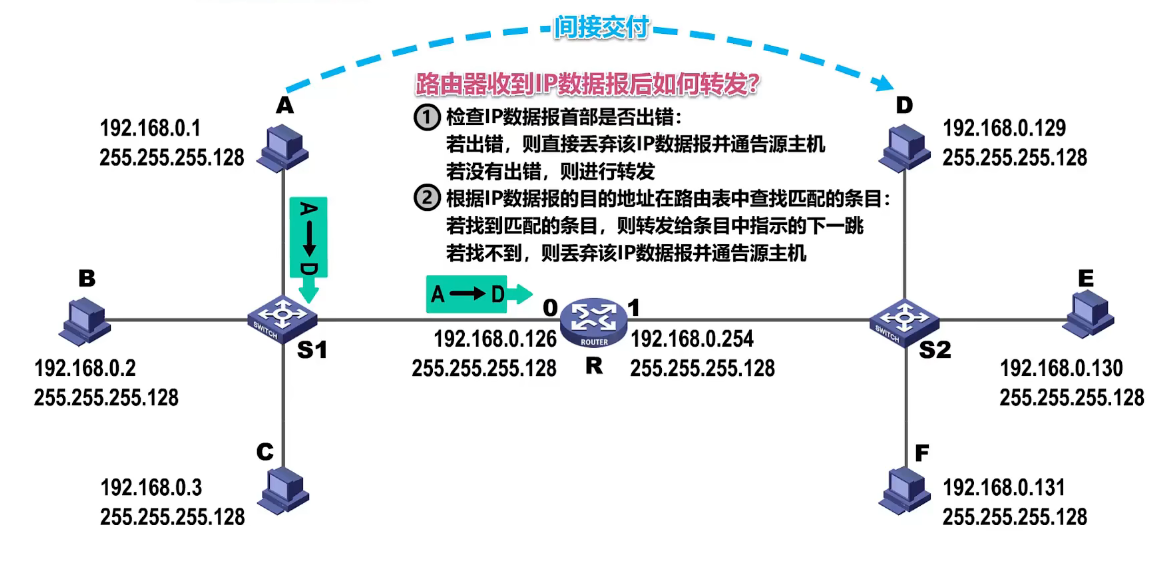 间接交付
路由器收到IP数据报后如何转发?
A
① 检查IP数据报首部是否出错:
若出错，则直接丢弃该IP数据报并通告源主机
若没有出错，则进行转发
② 根据IP数据报的目的地址在路由表中查找匹配的条目:
若找到匹配的条目，则转发给条目中指示的下一跳
若找不到，则丢弃该IP数据报并通告源主机
D
192.168.0.1
255.255.255.128
192.168.0.129
255.255.255.128
A→D
B
A→D
0
1
E
SWITCH
S1
192.168.0.126
255.255.255.128
ROUTER
R
192.168.0.254
255.255.255.128
SWITCH
S2
192.168.0.2
255.255.255.128
192.168.0.130
255.255.255.128
C
F
192.168.0.3
255.255.255.128
192.168.0.131
255.255.255.128